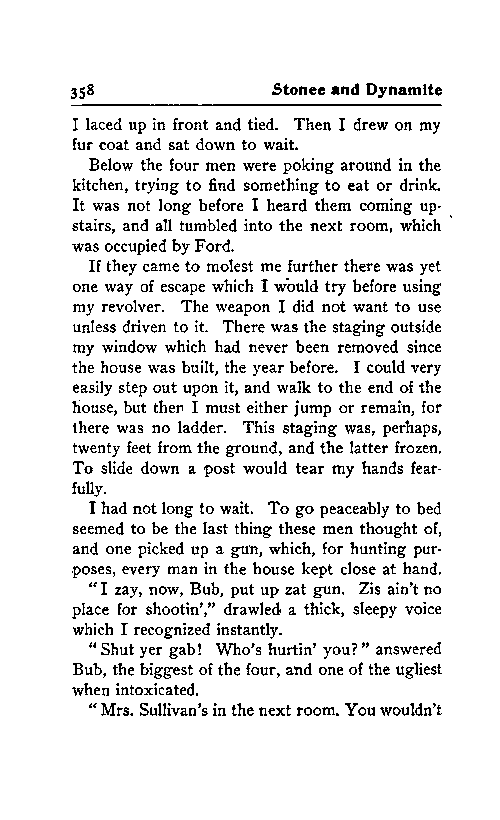 358 Stonee and Dynamite
I laced up in front and tied. Then I drew on my
fur coat and sat down to wait.
Below the four men were poking around in the
kitchen, trying to find something to eat or drink.
It was not long before I heard them coming up-
stairs, and all tumbled into the next room, which
was occupied by Ford.
If they came to molest me further there was yet
one way of escape which I would try before using
my revolver. The weapon I did not want to use
unless driven to it. There was the staging outside
my window which had never been removed since
the house was built, the year before. I could very
easily step out upon it, and walk to the end of the
house, but then I must either jump or remain, for
there was no ladder. This staging was, perhaps,
twenty feet from the ground, and the latter frozen.
To slide down a post would tear my hands fear-
fully.
I had not long to wait. To go peaceably to bed
seemed to be the last thing these men thought of,
and one picked up a gun, which, for hunting pur-
poses, every man in the house kept close at hand.
"I zay, now, Bub, put up zat gun. Zis ain't no
place for shootin'," drawled a thick, sleepy voice
which I recognized instantly.
"Shut yer gab! Who's hurtin' you?" answered
Bub, the biggest of the four, and one of the ugliest
when intoxicated.
"Mrs. Sullivan's in the next room. You wouldn't